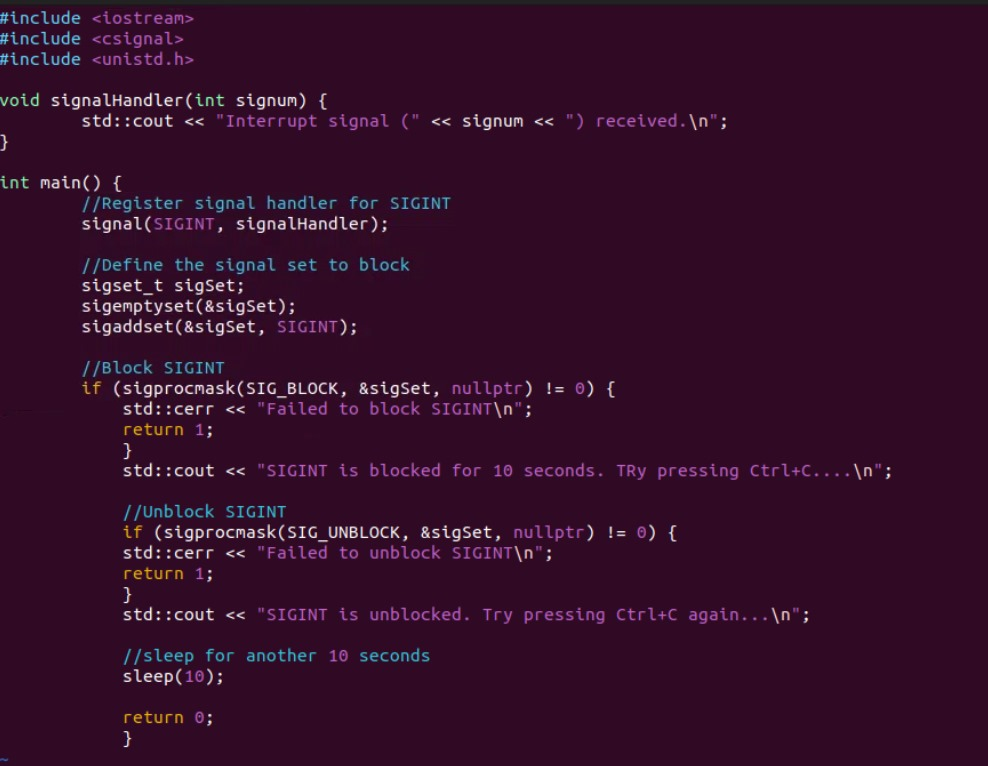 #include <iostream>
#include <csignal>
#include <unistd.h>

void signalHandler(int signum) {
        std::cout << "Interrupt signal (" << signum << ") received.\n";
}

int main() {
        //Register signal handler for SIGINT
        signal(SIGINT, signalHandler);

        //Define the signal set to block
        sigset_t sigSet;
        sigemptyset(&sigSet);
        sigaddset(&sigSet, SIGINT);

        //Block SIGINT
        if (sigprocmask(SIG_BLOCK, &sigSet, nullptr) != 0) {
            std::cerr << "Failed to block SIGINT\n";
            return 1;
            }
            std::cout << "SIGINT is blocked for 10 seconds. TRy pressing Ctrl+C....\n";

            //Unblock SIGINT
            if (sigprocmask(SIG_UNBLOCK, &sigSet, nullptr) != 0) {
            std::cerr << "Failed to unblock SIGINT\n";
            return 1;
            }
            std::cout << "SIGINT is unblocked. Try pressing Ctrl+C again...\n";

            //sleep for another 10 seconds
            sleep(10);

            return 0;
            }
~